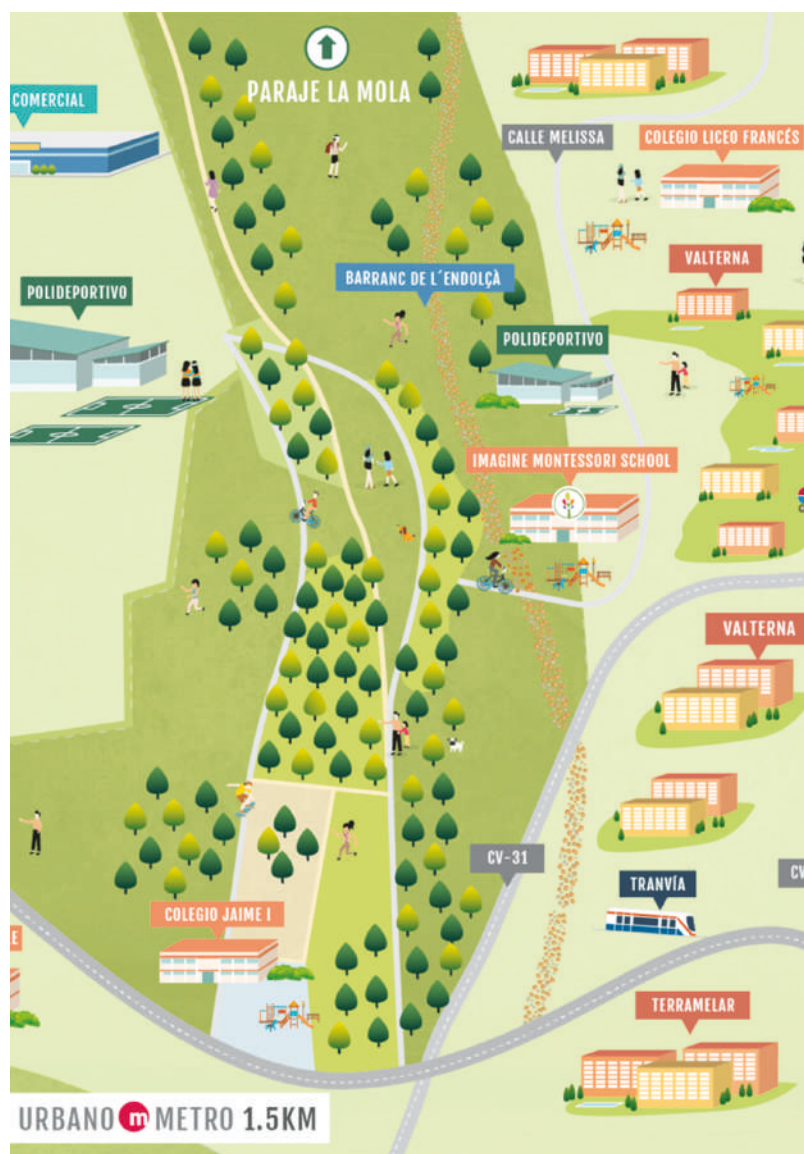 PARAJE LA MOLA
COMERCIAL
CALLE MELISSA
COLEGIO LICEO FRANCÉS
VALTERNA
BARRANC DE L´ENDOLÇÀ
POLIDEPORTIVO
POLIDEPORTIVO
IMAGINE MONTESSORI SCHOOL
VALTERNA
CV-31
TRANVÍA
COLEGIO JAIME I
TERRAMELAR
URBANO m METRO 1.5KM